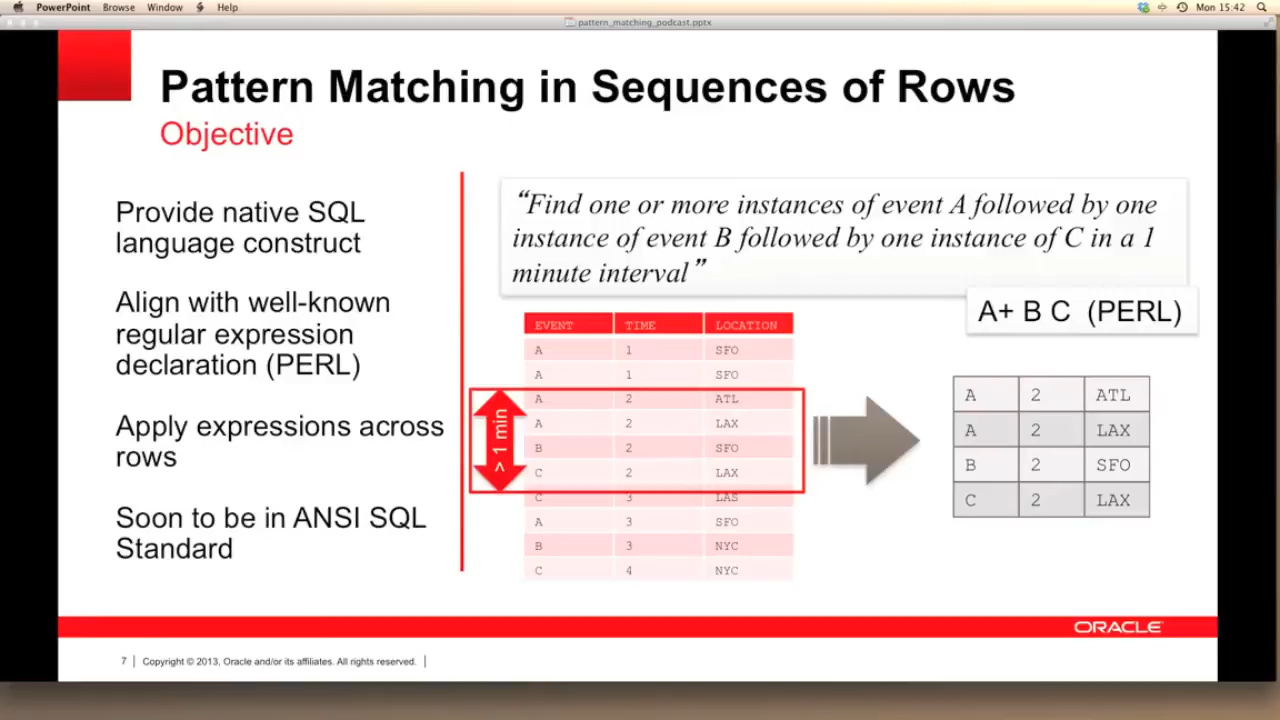 PowerPoint Browse Window Help Mon 15:42
pattern_matching_podcast.pptx
Pattern Matching in Sequences of Rows
Objective
Provide native SQL
language construct
Align with well-known
regular expression
declaration (PERL)
Apply expressions across
rows
Soon to be in ANSI SQL
Standard
“Find one or more instances of event A followed by one
instance of event B followed by one instance of C in a 1
minute interval”
A+ B C (PERL)
EVENT TIME LOCATION
A 1 SFO
A 1 SFO
A 2 ATL
A 2 LAX
B 2 SFO
C 2 LAX
C 3 LAS
A 3 SFO
B 3 NYC
C 4 NYC
> 1 min
A 2 ATL
A 2 LAX
B 2 SFO
C 2 LAX
ORACLE
7 Copyright © 2013, Oracle and/or its affiliates. All rights reserved.